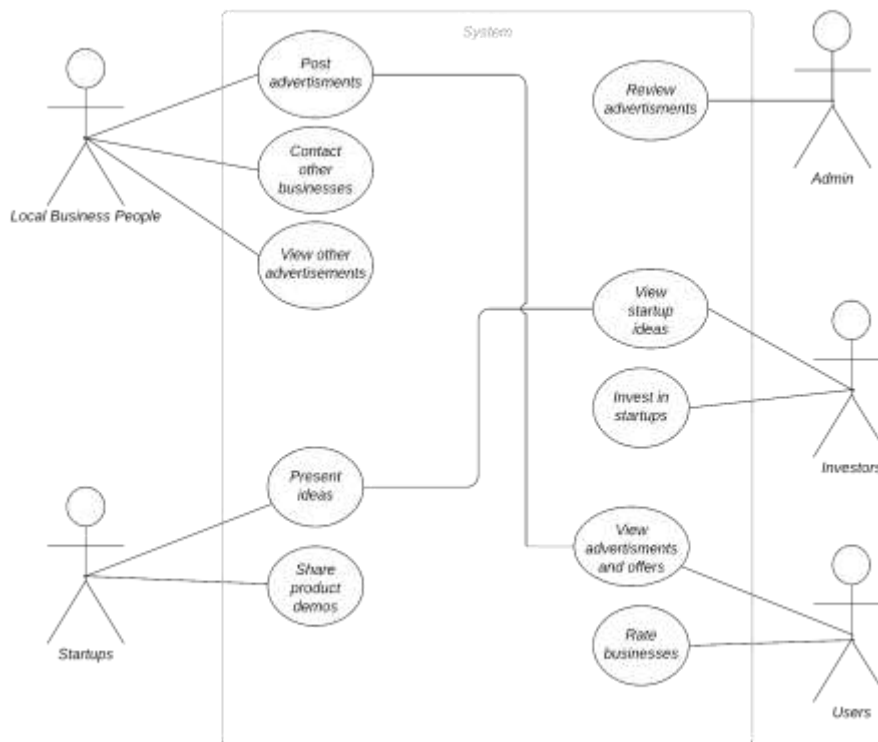 System
Post
advertisments
Review
advertisments
Admin
Contact
other
businesses
Local Business People
View other
advertisements
View
startup
ideas
Invest in
startups
Investors
Present
ideas
View
advertisments
and offers
Share
product
demos
Startups
Rate
businesses
Users